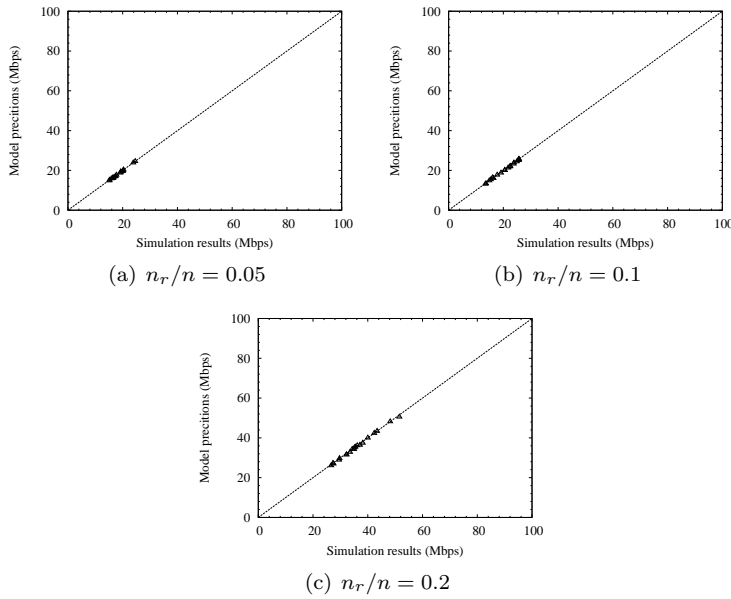 100
80
60
40
20
0
0 20 40 60 80 100
Model precitions (Mbps)
Simulation results (Mbps)
(a) n_r/n = 0.05
100
80
60
40
20
0
0 20 40 60 80 100
Model precitions (Mbps)
Simulation results (Mbps)
(b) n_r/n = 0.1
100
80
60
40
20
0
0 20 40 60 80 100
Model precitions (Mbps)
Simulation results (Mbps)
(c) n_r/n = 0.2